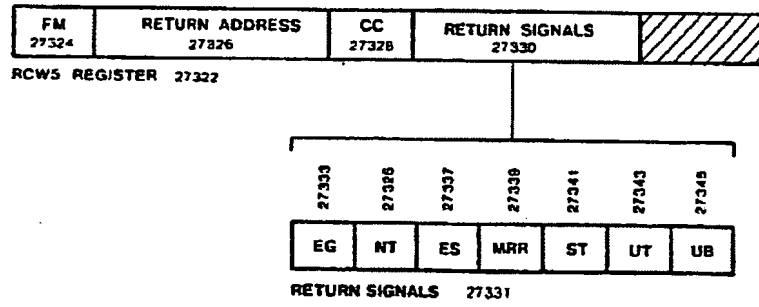 FM RETURN ADDRESS CC RETURN SIGNALS
27324 27326 27328 27330
RCWS REGISTER 27322
27333 27335 27337 27339 27341 27343 27345
EG NT ES MRR ST UT UB
RETURN SIGNALS 27331